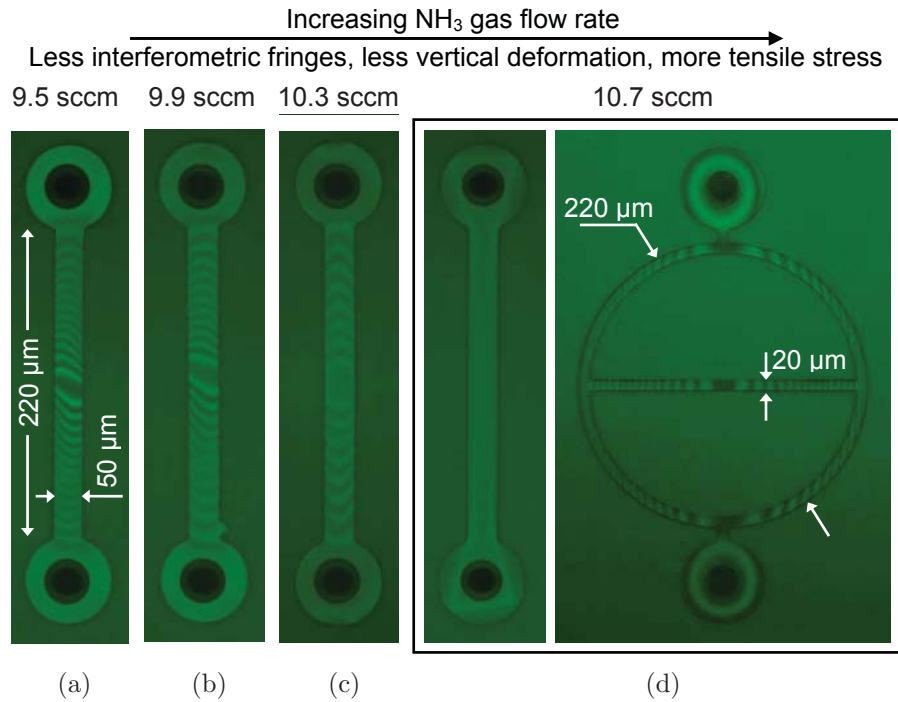 Increasing NH₃ gas flow rate
Less interferometric fringes, less vertical deformation, more tensile stress
9.5 sccm 9.9 sccm 10.3 sccm 10.7 sccm
220 µm
20 µm
220 µm
50 µm
(a) (b) (c) (d)